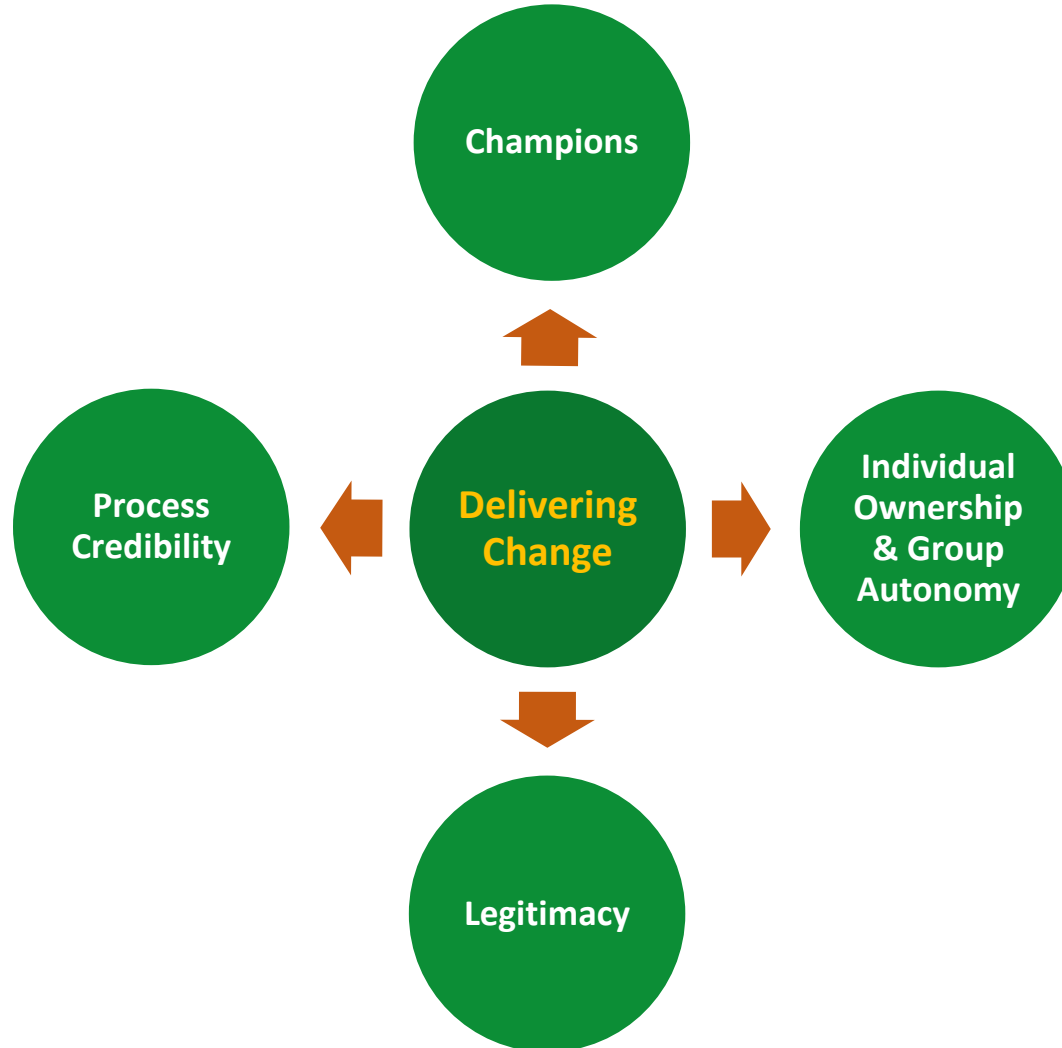 Champions
Process
Credibility
Delivering
Change
Individual
Ownership
& Group
Autonomy
Legitimacy